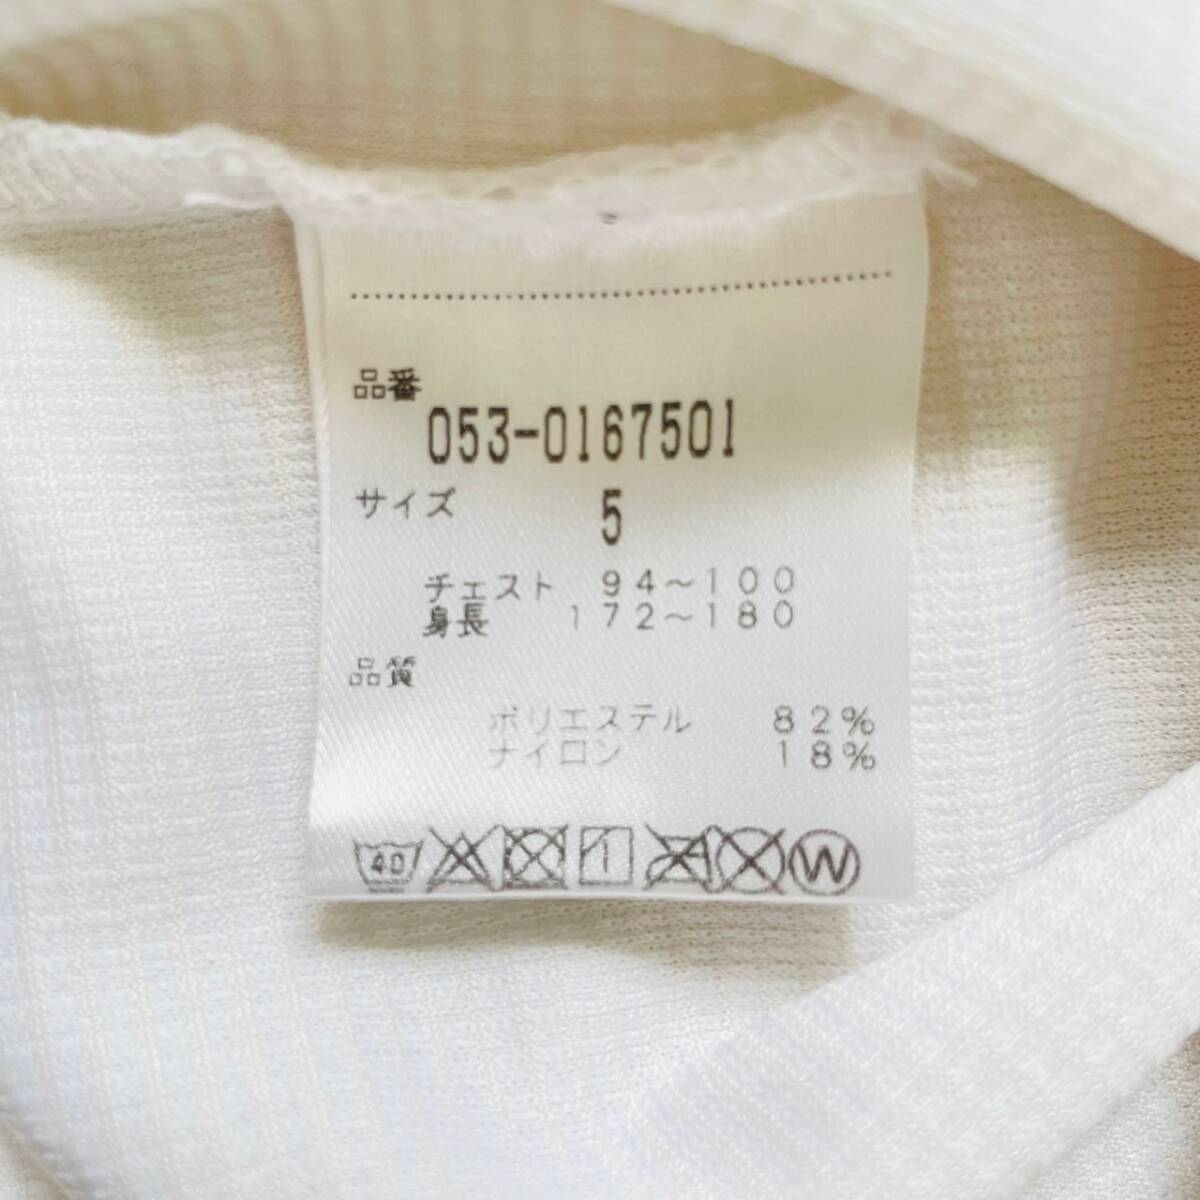 品番
053-0167501
サイズ 5
チェスト 94~100
身長 172~180
品質
ポリエステル 82%
ナイロン 18%
40 W